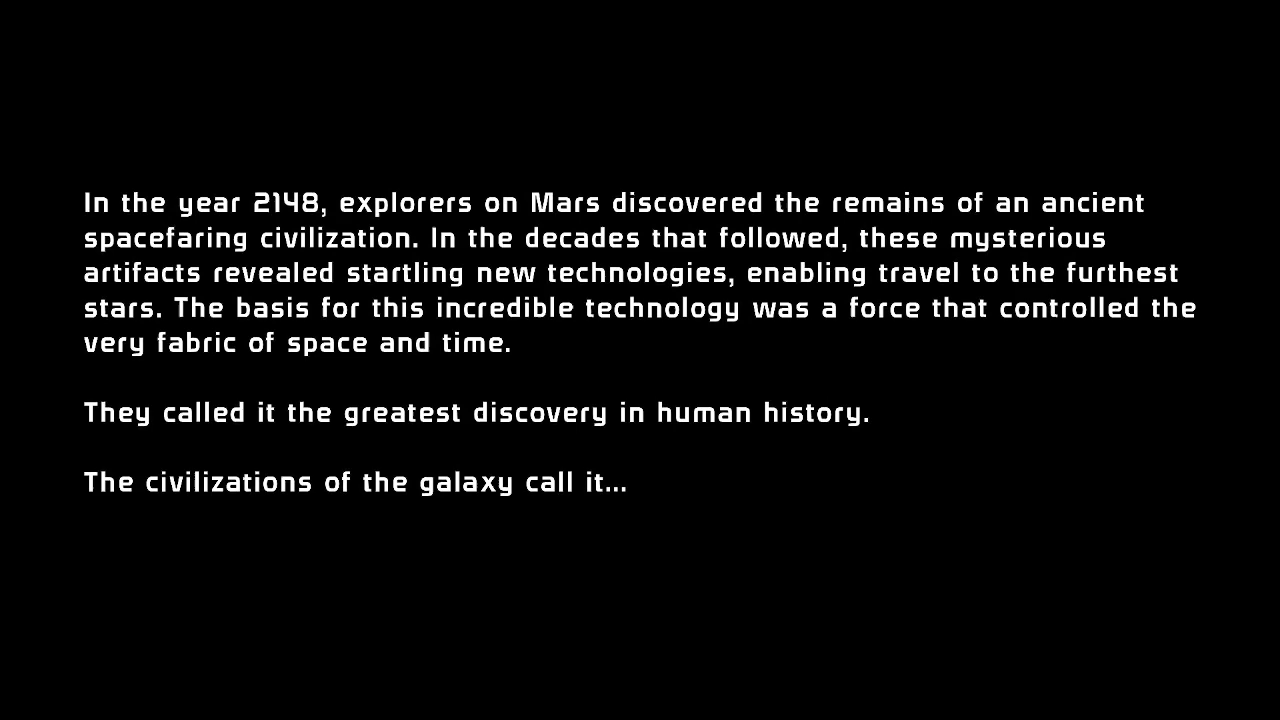 In the year 2148, explorers on Mars discovered the remains of an ancient
spacefaring civilization. In the decades that followed, these mysterious
artifacts revealed startling new technologies, enabling travel to the furthest
stars. The basis for this incredible technology was a force that controlled the
very fabric of space and time.
They called it the greatest discovery in human history.
The civilizations of the galaxy call it...